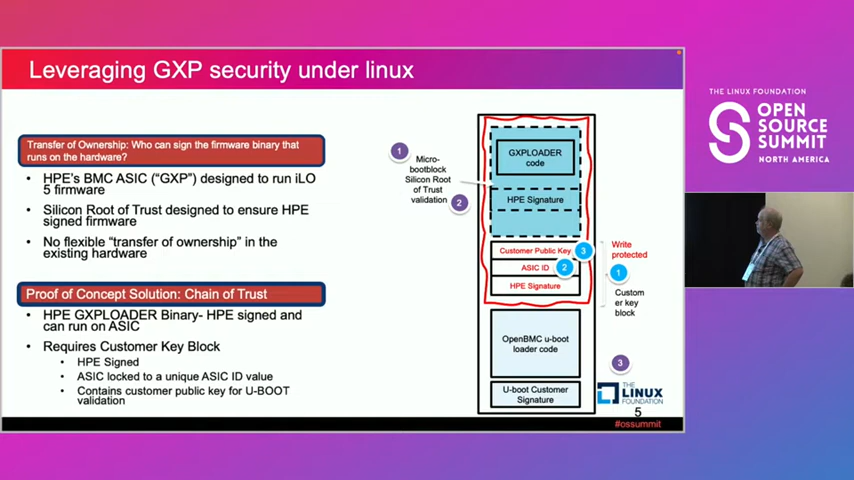 Leveraging GXP security under linux
Transfer of Ownership: Who can sign the firmware binary that
runs on the hardware?
• HPE's BMC ASIC ("GXP") designed to run iLO
5 firmware
• Silicon Root of Trust designed to ensure HPE
signed firmware
• No flexible "transfer of ownership" in the
existing hardware
Proof of Concept Solution: Chain of Trust
• HPE GXPLOADER Binary- HPE signed and
can run on ASIC
• Requires Customer Key Block
• HPE Signed
• ASIC locked to a unique ASIC ID value
• Contains customer public key for U-BOOT
validation
1
Micro-
bootblock
Silicon Root
of Trust
validation
2
GXPLOADER
code
HPE Signature
Customer Public Key
3
ASIC ID
2
HPE Signature
Write
protected
1
Custom
er key
block
OpenBMC u-boot
loader code
3
U-boot Customer
Signature
THE
LINUX
FOUNDATION
5
#ossummit
THE LINUX FOUNDATION
OPEN
SOURCE
SUMMIT
NORTH AMERICA